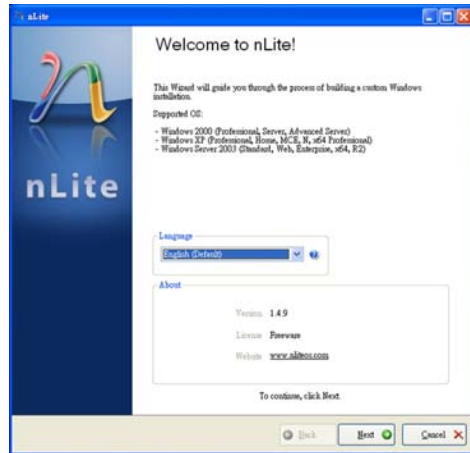 nLite
Welcome to nLite!
This Wizard will guide you through the process of building a custom Windows
installation.
Supported OS:
- Windows 2000 (Professional, Server, Advanced Server)
- Windows XP (Professional, Home, MCE, N, x64 Professional)
- Windows Server 2003 (Standard, Web, Enterprise, x64, R2)
nLite
Language
English (Default)
About
Version 1.4.9
License Freeware
Website www.nliteos.com
To continue, click Next.
Back
Next
Cancel